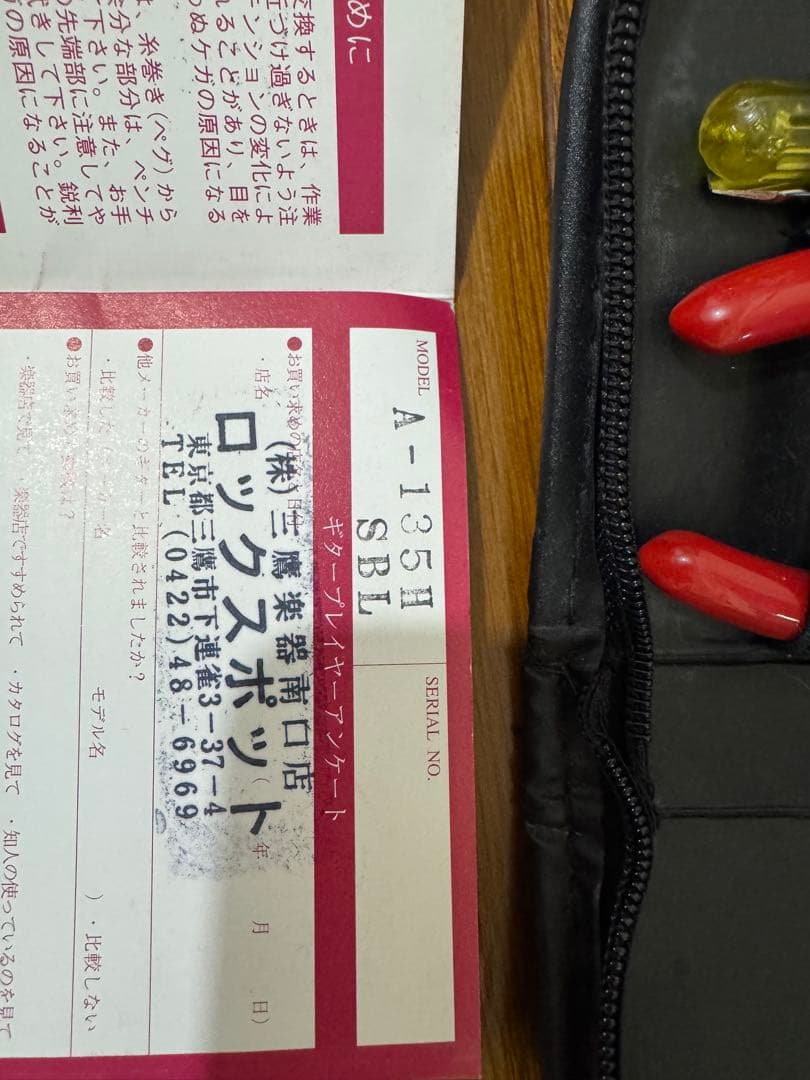 めに
交換するときは、作業
近づけ過ぎないよう注
テンションの変化によ
れることがあり、目を
わぬケガの原因になる
は、糸巻き(ペグ)から
余分な部分は、ペンチ
て下さい。また、お手
の先端部に注意してや
拭きして下さい。鋭利
の原因になることが
MODEL
A-135H
SBL
SERIAL NO.
ギタープレイヤーアンケート
●お買い求めの
・店名
(株)三鷹楽器南口店
ロックスポット
東京都三鷹市下連雀3-37-4
TEL (0422)48-6969
( 年 月 日)
●他メーカーのギターと比較されましたか?
・比較した
名 モデル名 )・比較しない
●お買い求め は?
・楽器店で見て ・楽器店ですすめられて ・カタログを見て ・知人の使っているのを見て